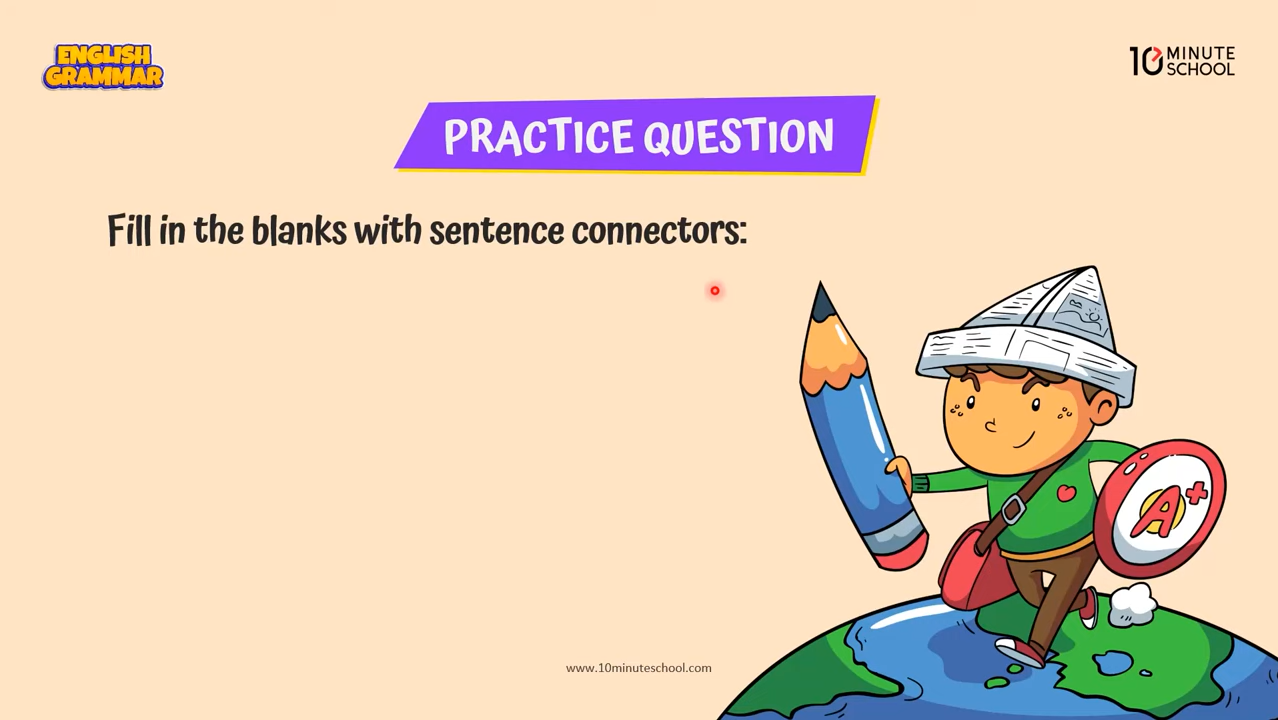 ENGLISH
GRAMMAR
10 MINUTE
SCHOOL
PRACTICE QUESTION
Fill in the blanks with sentence connectors:
A+
www.10minuteschool.com